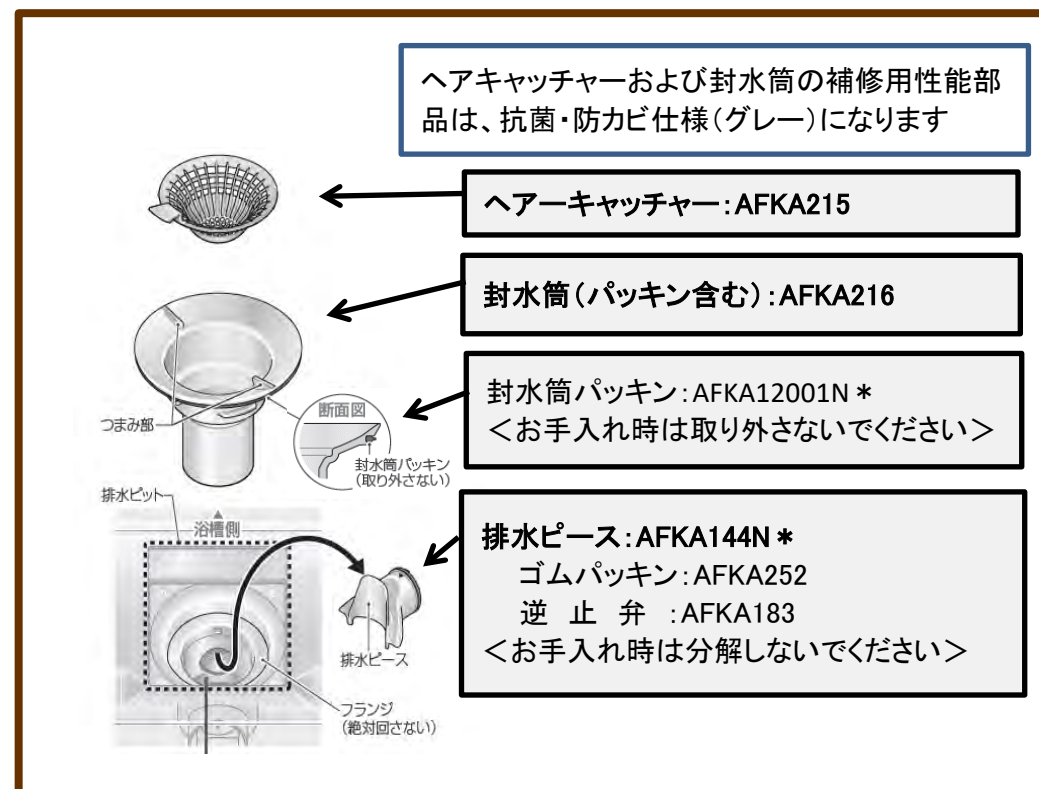 ヘアキャッチャーおよび封水筒の補修用性能部
品は、抗菌・防カビ仕様（グレー）になります
ヘアーキャッチャー：AFKA215
封水筒（パッキン含む）：AFKA216
封水筒パッキン：AFKA12001N＊
＜お手入れ時は取り外さないでください＞
つまみ部
断面図
封水筒パッキン
（取り外さない）
排水ピット
浴槽側
排水ピース：AFKA144N＊
ゴムパッキン：AFKA252
逆　止　弁　：AFKA183
＜お手入れ時は分解しないでください＞
排水ピース
フランジ
（絶対回さない）